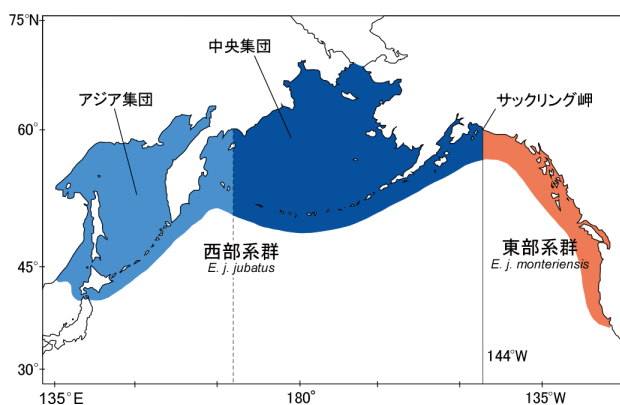 75°N
中央集団
アジア集団
サックリング岬
60°
西部系群
E. j. jubatus
東部系群
E. j. monteriensis
45°
144°W
30°
135°E
180°
135°W